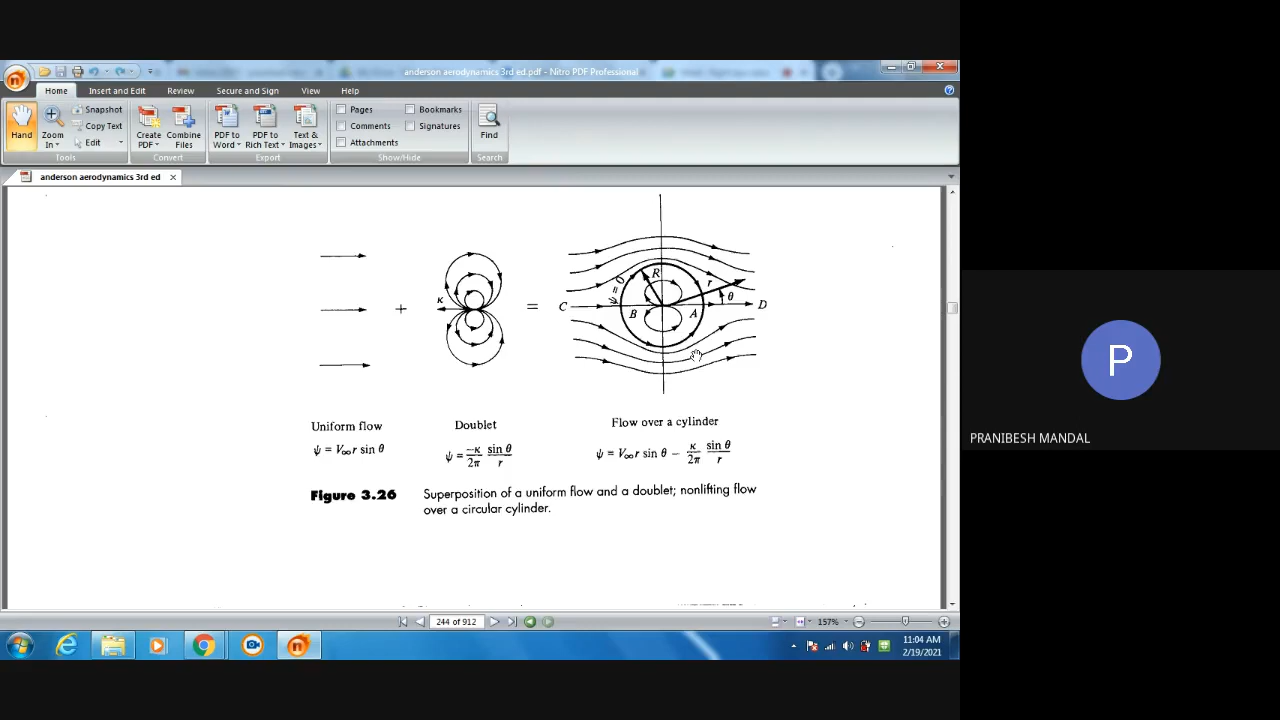 anderson aerodynamics 3rd ed.pdf - Nitro PDF Professional
Home Insert and Edit Review Secure and Sign View Help
Hand
Zoom In
Snapshot
Copy Text
Edit
Tools
Create PDF
Combine Files
Convert
PDF to Word
PDF to Rich Text
Text & Images
Export
Pages
Comments
Attachments
Bookmarks
Signatures
Show/Hide
Find
Search
anderson aerodynamics 3rd ed
κ
+
=
C
ψ = 0
R
r
θ
B
A
D
Uniform flow
ψ = V∞ r sin θ
Doublet
ψ = -κ/2π sin θ/r
Flow over a cylinder
ψ = V∞ r sin θ − κ/2π sin θ/r
Figure 3.26 Superposition of a uniform flow and a doublet; nonlifting flow
over a circular cylinder.
244 of 912
157%
11:04 AM
2/19/2021
P
PRANIBESH MANDAL